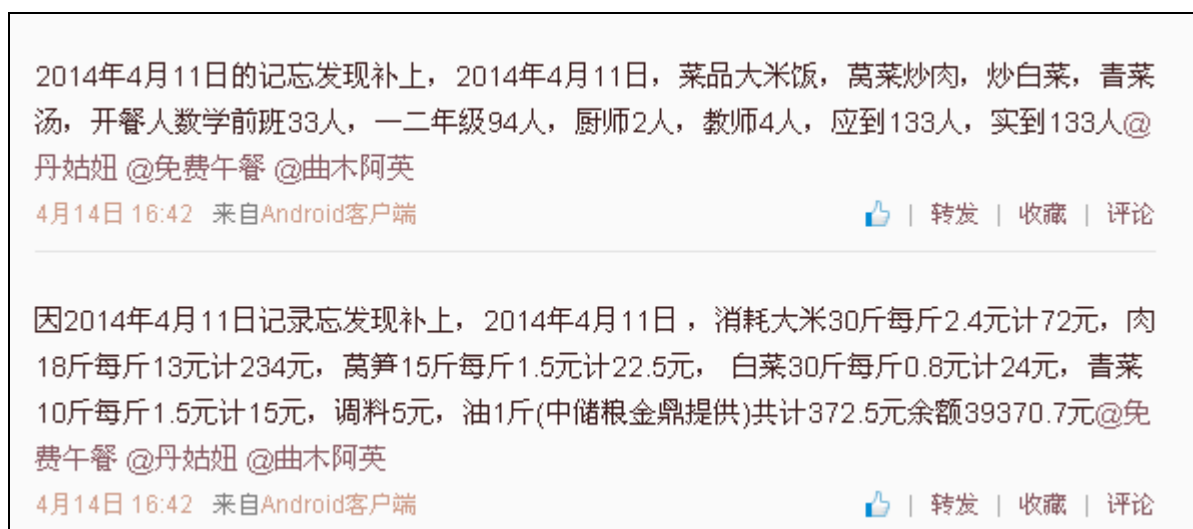 2014年4月11日的记忘发现补上，2014年4月11日，菜品大米饭，莴菜炒肉，炒白菜，青菜
汤，开餐人数学前班33人，一二年级94人，厨师2人，教师4人，应到133人，实到133人@
丹姑妞 @免费午餐 @曲木阿英
4月14日 16:42 来自Android客户端 | 转发 | 收藏 | 评论
因2014年4月11日记录忘发现补上，2014年4月11日，消耗大米30斤每斤2.4元计72元，肉
18斤每斤13元计234元，莴笋15斤每斤1.5元计22.5元， 白菜30斤每斤0.8元计24元，青菜
10斤每斤1.5元计15元，调料5元，油1斤(中储粮金鼎提供)共计372.5元余额39370.7元@免
费午餐 @丹姑妞 @曲木阿英
4月14日 16:42 来自Android客户端 | 转发 | 收藏 | 评论